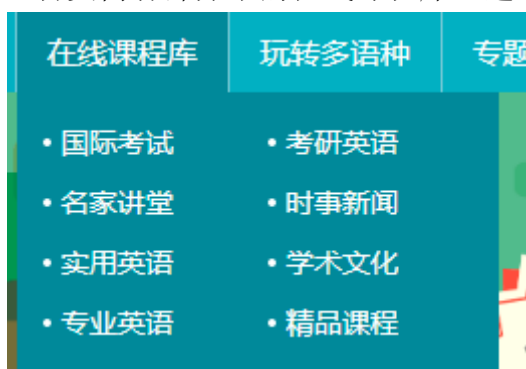 在线课程库 玩转多语种 专题
• 国际考试 • 考研英语
• 名家讲堂 • 时事新闻
• 实用英语 • 学术文化
• 专业英语 • 精品课程